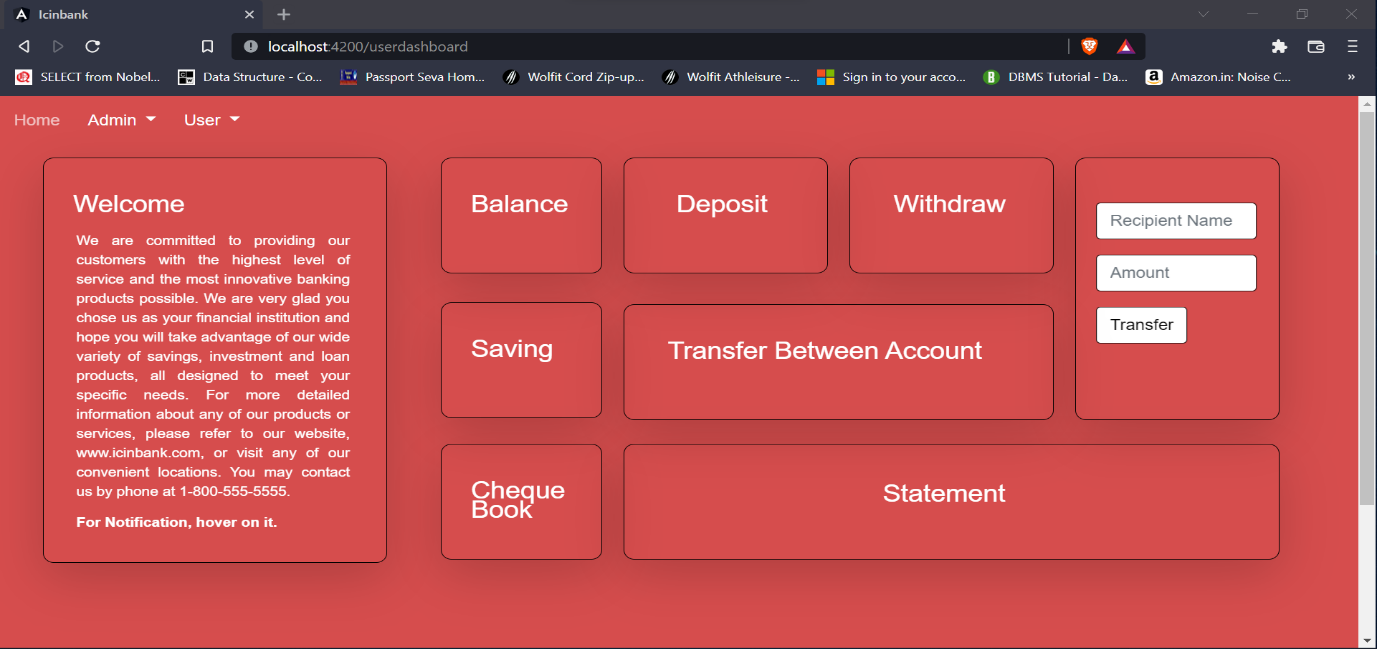 Icinbank
localhost:4200/userdashboard
SELECT from Nobel...
Data Structure - Co...
Passport Seva Hom...
Wolfit Cord Zip-up...
Wolfit Athleisure -...
Sign in to your acco...
DBMS Tutorial - Da...
Amazon.in: Noise C...
»
Home
Admin
User
Welcome
We are committed to providing our
customers with the highest level of
service and the most innovative banking
products possible. We are very glad you
chose us as your financial institution and
hope you will take advantage of our wide
variety of savings, investment and loan
products, all designed to meet your
specific needs. For more detailed
information about any of our products or
services, please refer to our website,
www.icinbank.com, or visit any of our
convenient locations. You may contact
us by phone at 1-800-555-5555.
For Notification, hover on it.
Balance
Deposit
Withdraw
Recipient Name
Amount
Transfer
Saving
Transfer Between Account
Cheque
Book
Statement